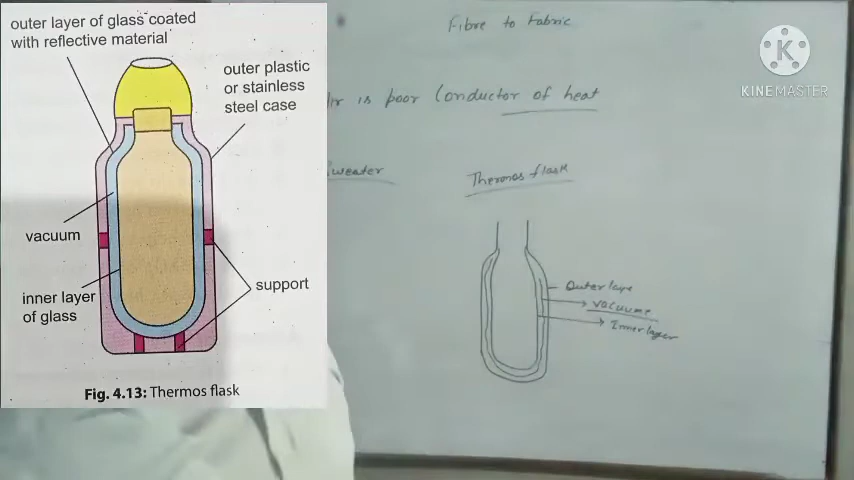 outer layer of glass coated
with reflective material
outer plastic
or stainless
steel case
vacuum
inner layer
of glass
support
Fig. 4.13: Thermos flask
Fibre to Fabric
is poor Conductor of heat
Sweater
Thermos flask
Outer laye
vacuume
Inner layer
K
KINEMASTER